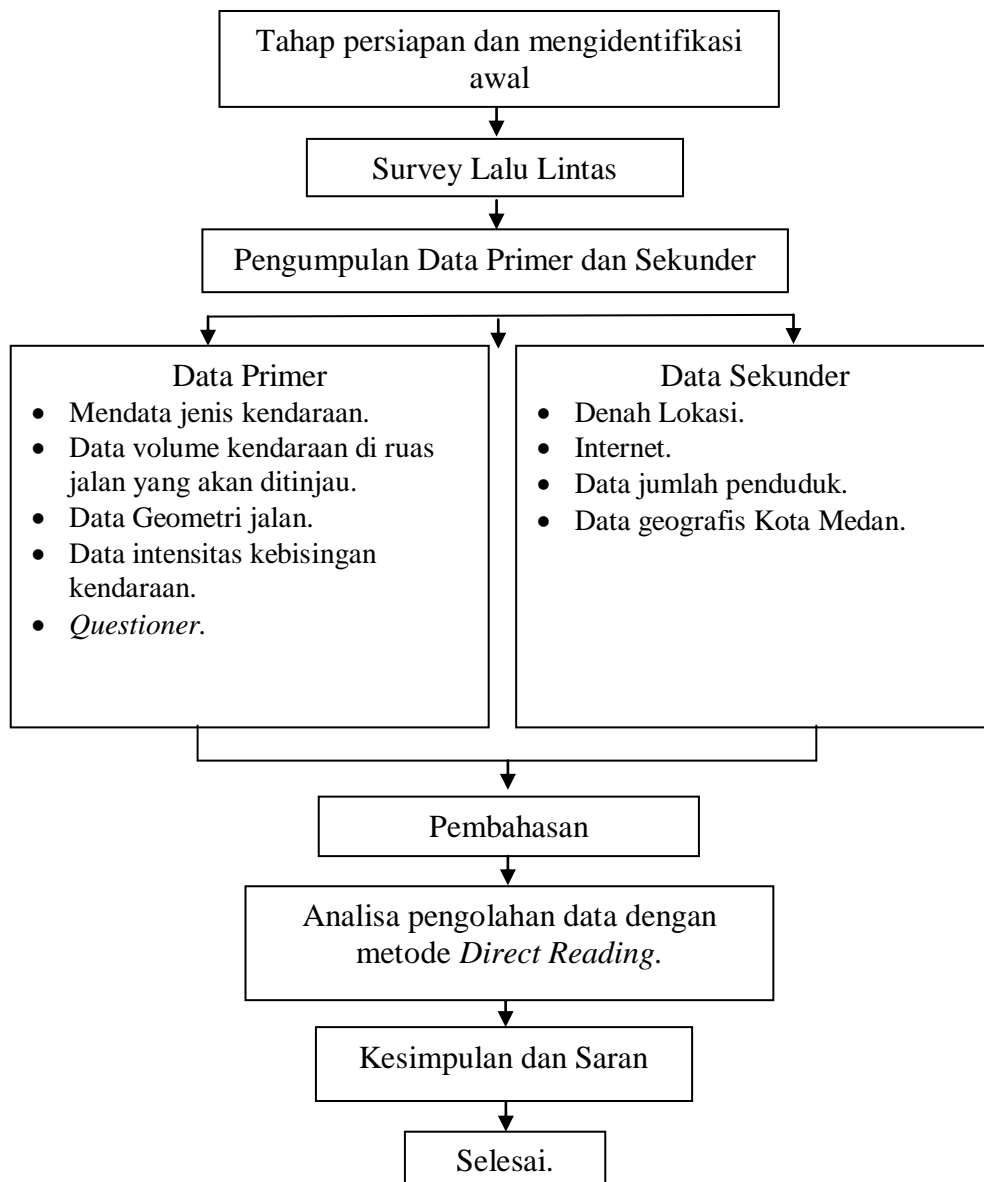 Tahap persiapan dan mengidentifikasi
awal
Survey Lalu Lintas
Pengumpulan Data Primer dan Sekunder
Data Primer
• Mendata jenis kendaraan.
• Data volume kendaraan di ruas
jalan yang akan ditinjau.
• Data Geometri jalan.
• Data intensitas kebisingan
kendaraan.
• Questioner.
Data Sekunder
• Denah Lokasi.
• Internet.
• Data jumlah penduduk.
• Data geografis Kota Medan.
Pembahasan
Analisa pengolahan data dengan
metode Direct Reading.
Kesimpulan dan Saran
Selesai.